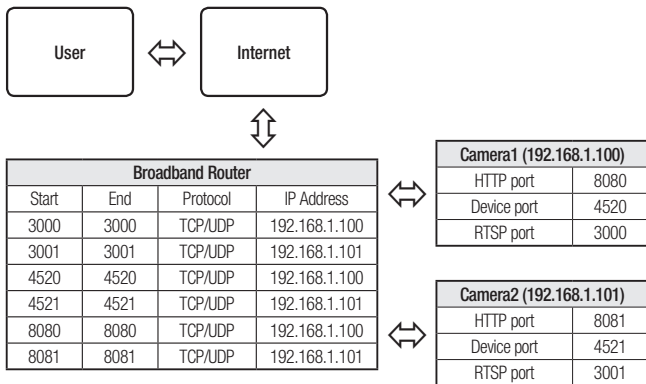 User
Internet
Broadband Router
Start End Protocol IP Address
3000 3000 TCP/UDP 192.168.1.100
3001 3001 TCP/UDP 192.168.1.101
4520 4520 TCP/UDP 192.168.1.100
4521 4521 TCP/UDP 192.168.1.101
8080 8080 TCP/UDP 192.168.1.100
8081 8081 TCP/UDP 192.168.1.101
Camera1 (192.168.1.100)
HTTP port 8080
Device port 4520
RTSP port 3000
Camera2 (192.168.1.101)
HTTP port 8081
Device port 4521
RTSP port 3001